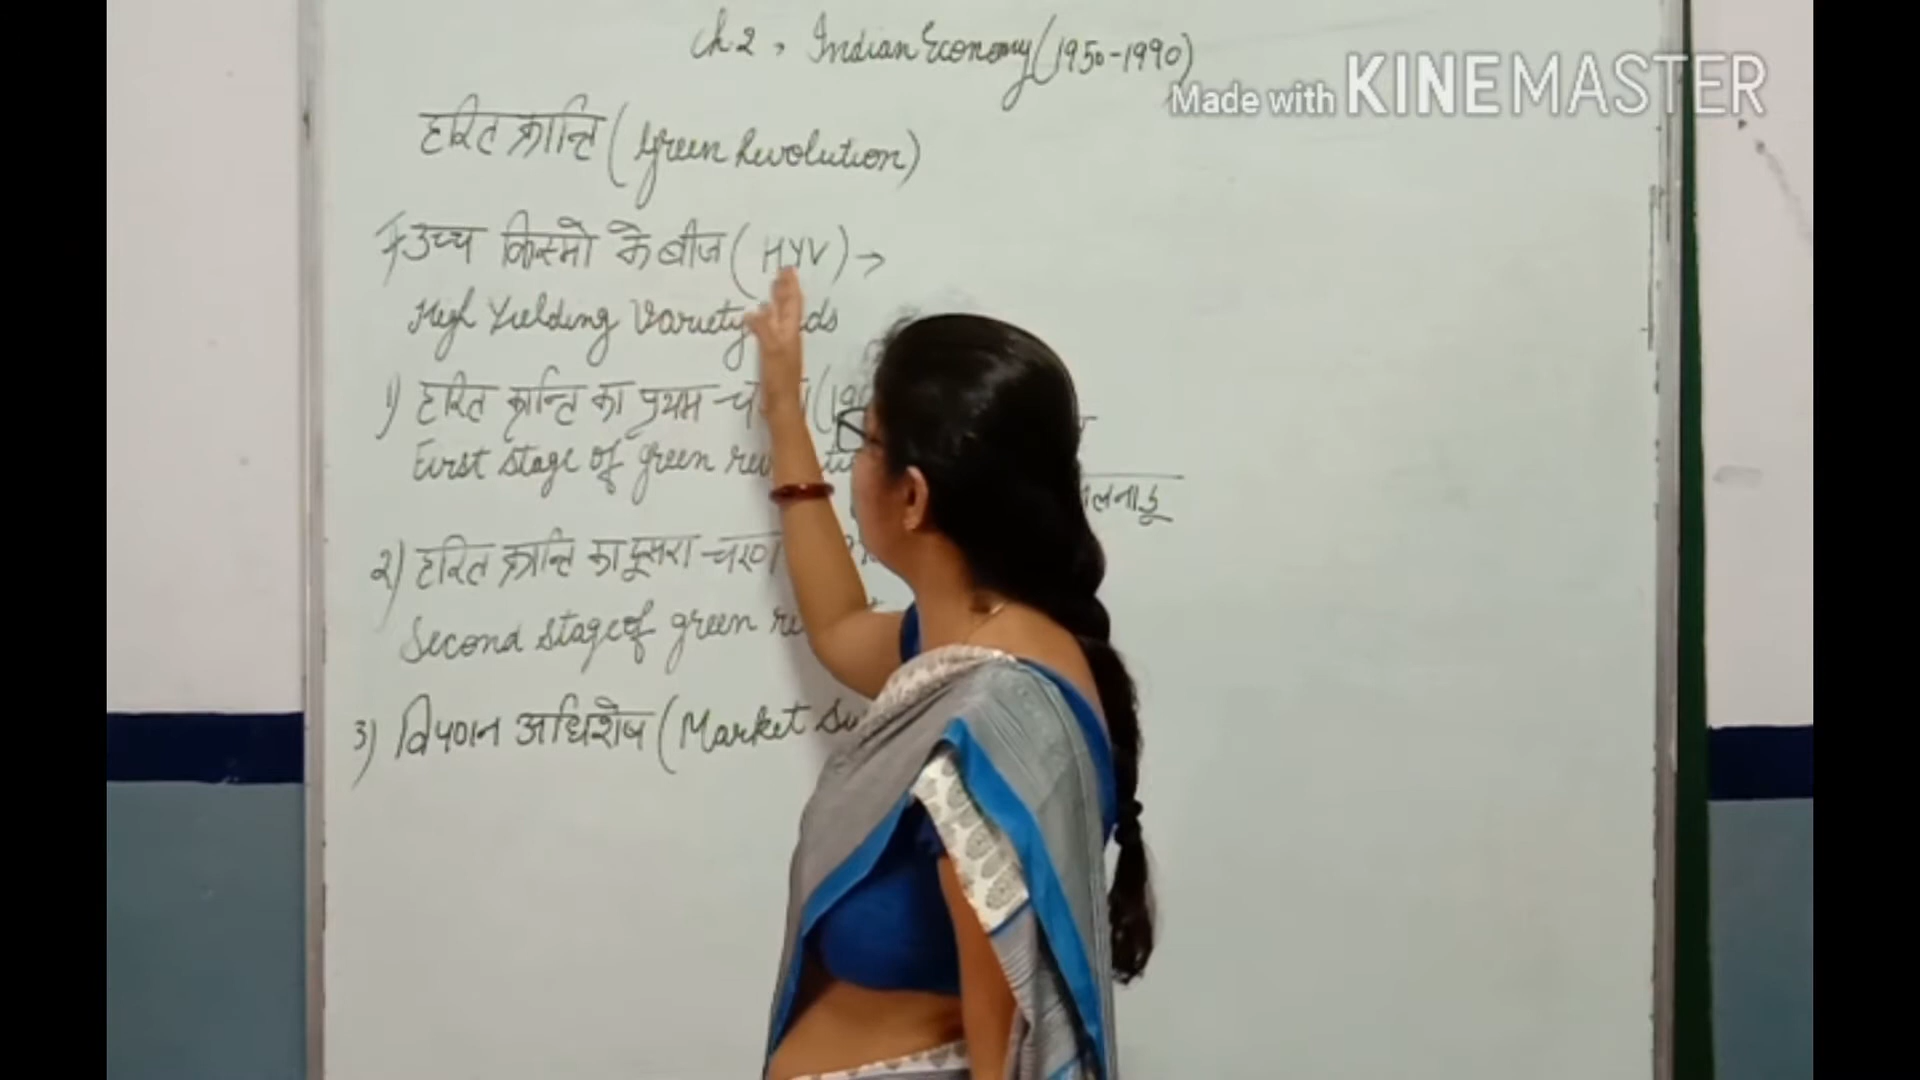 Ch 2, Indian Economy (1950-1990)
Made with KINEMASTER
हरित क्रान्ति (Green Revolution)
उच्च किस्मो के बीज (HYV) →
High Yielding Variety
1) हरित क्रान्ति का प्रथम
First stage of green
2) हरित क्रान्ति का दूसरा चरण
Second stage of green
3) विपणन अधिशेष (Market